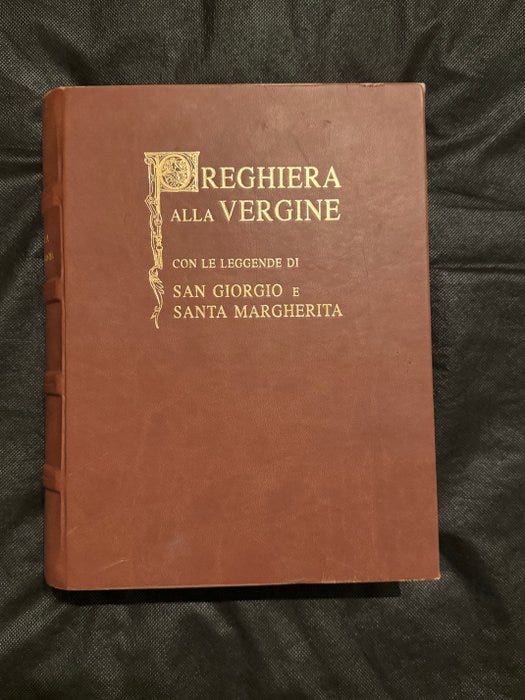 PREGHIERA
ALLA VERGINE
CON LE LEGGENDE DI
SAN GIORGIO E
SANTA MARGHERITA